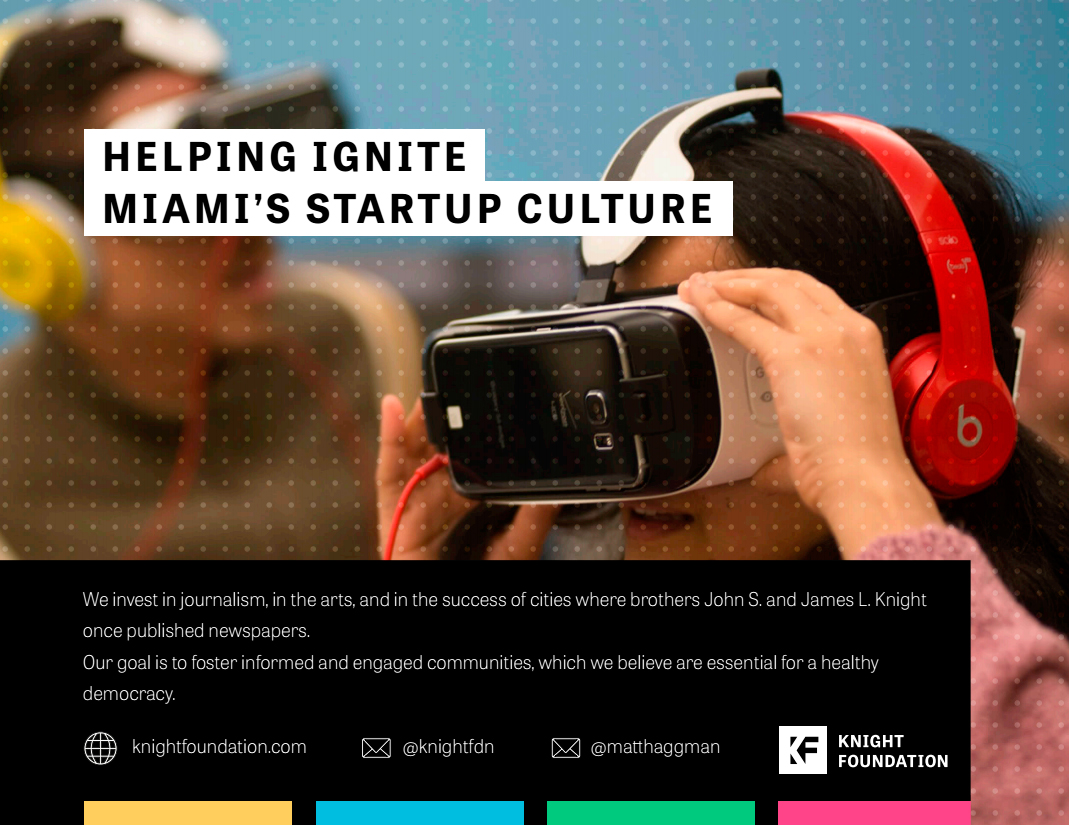 HELPING IGNITE
MIAMI'S STARTUP CULTURE
solo
b
We invest in journalism, in the arts, and in the success of cities where brothers John S. and James L. Knight
once published newspapers.
Our goal is to foster informed and engaged communities, which we believe are essential for a healthy
democracy.
knightfoundation.com
@knightfdn
@matthaggman
KF
KNIGHT
FOUNDATION